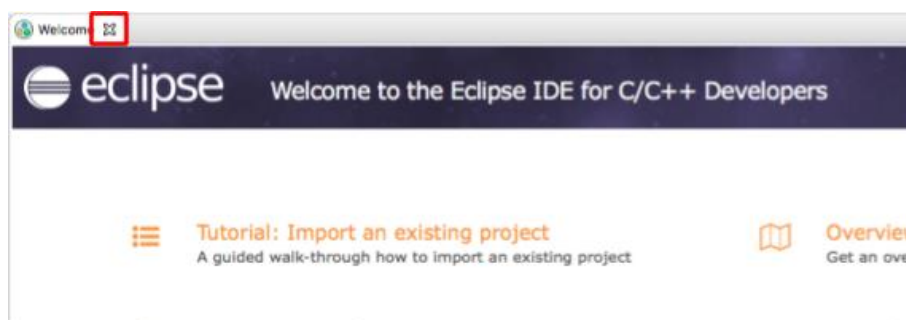 Welcom
eclipse
Welcome to the Eclipse IDE for C/C++ Developers
Tutorial: Import an existing project
A guided walk-through how to import an existing project
Overvie
Get an ove